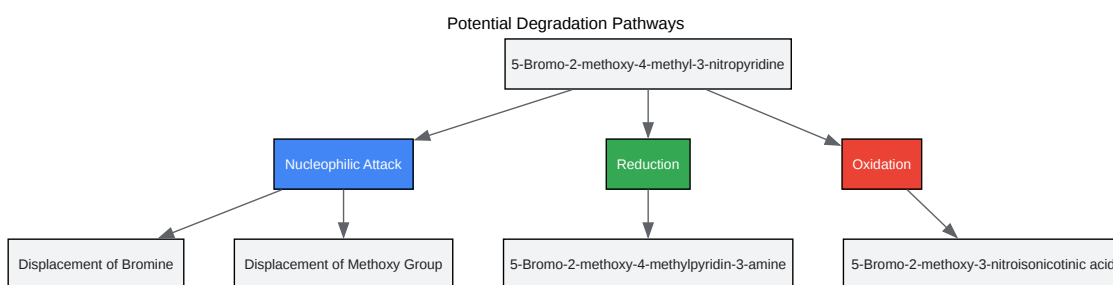 Potential Degradation Pathways
5-Bromo-2-methoxy-4-methyl-3-nitropyridine
Nucleophilic Attack
Reduction
Oxidation
Displacement of Bromine
Displacement of Methoxy Group
5-Bromo-2-methoxy-4-methylpyridin-3-amine
5-Bromo-2-methoxy-3-nitroisonicotinic acid